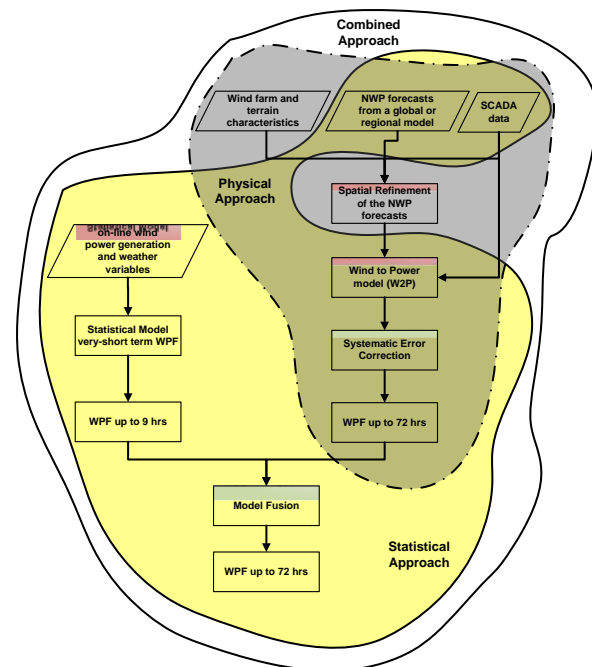 Combined
Approach
Wind farm and
terrain
characteristics
NWP forecasts
from a global or
regional model
SCADA
data
Physical
Approach
Spatial Refinement
of the NWP
forecasts
Statistical Model
on-line wind
power generation
and weather
variables
Wind to Power
model (W2P)
Statistical Model
very-short term WPF
Systematic Error
Correction
WPF up to 9 hrs
WPF up to 72 hrs
Model Fusion
Statistical
Approach
WPF up to 72 hrs